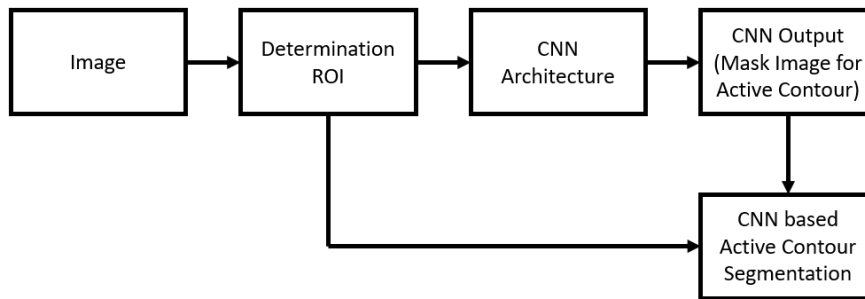 Image
Determination
ROI
CNN
Architecture
CNN Output
(Mask Image for
Active Contour)
CNN based
Active Contour
Segmentation